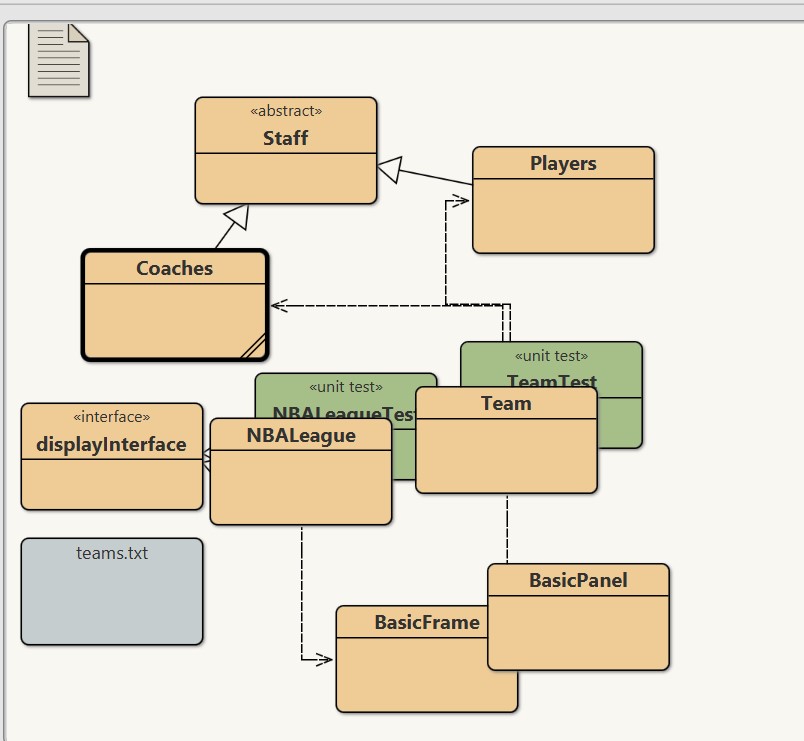 «abstract»
Staff
Players
Coaches
«unit test»
TeamTest
«unit test»
NBALeagueTest
Team
«interface»
displayInterface
NBALeague
teams.txt
BasicPanel
BasicFrame